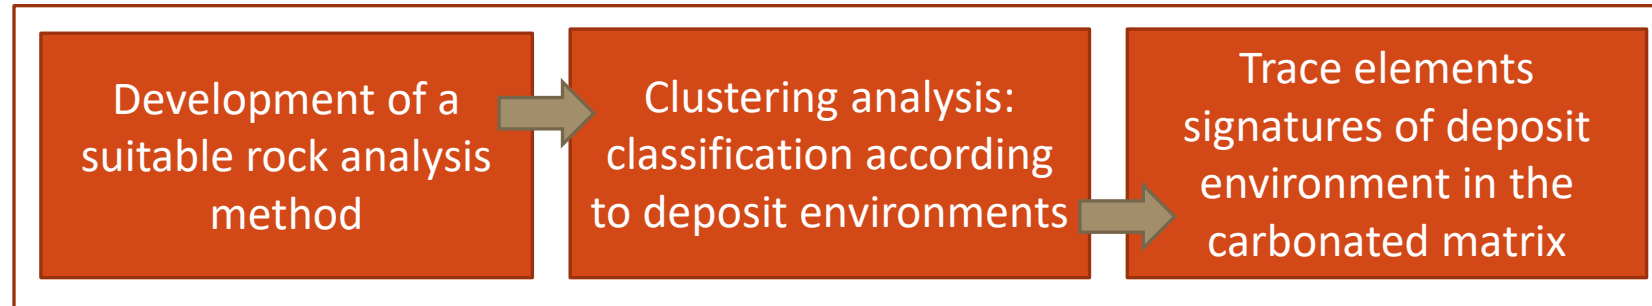 Development of a
suitable rock analysis
method
Clustering analysis:
classification according
to deposit environments
Trace elements
signatures of deposit
environment in the
carbonated matrix